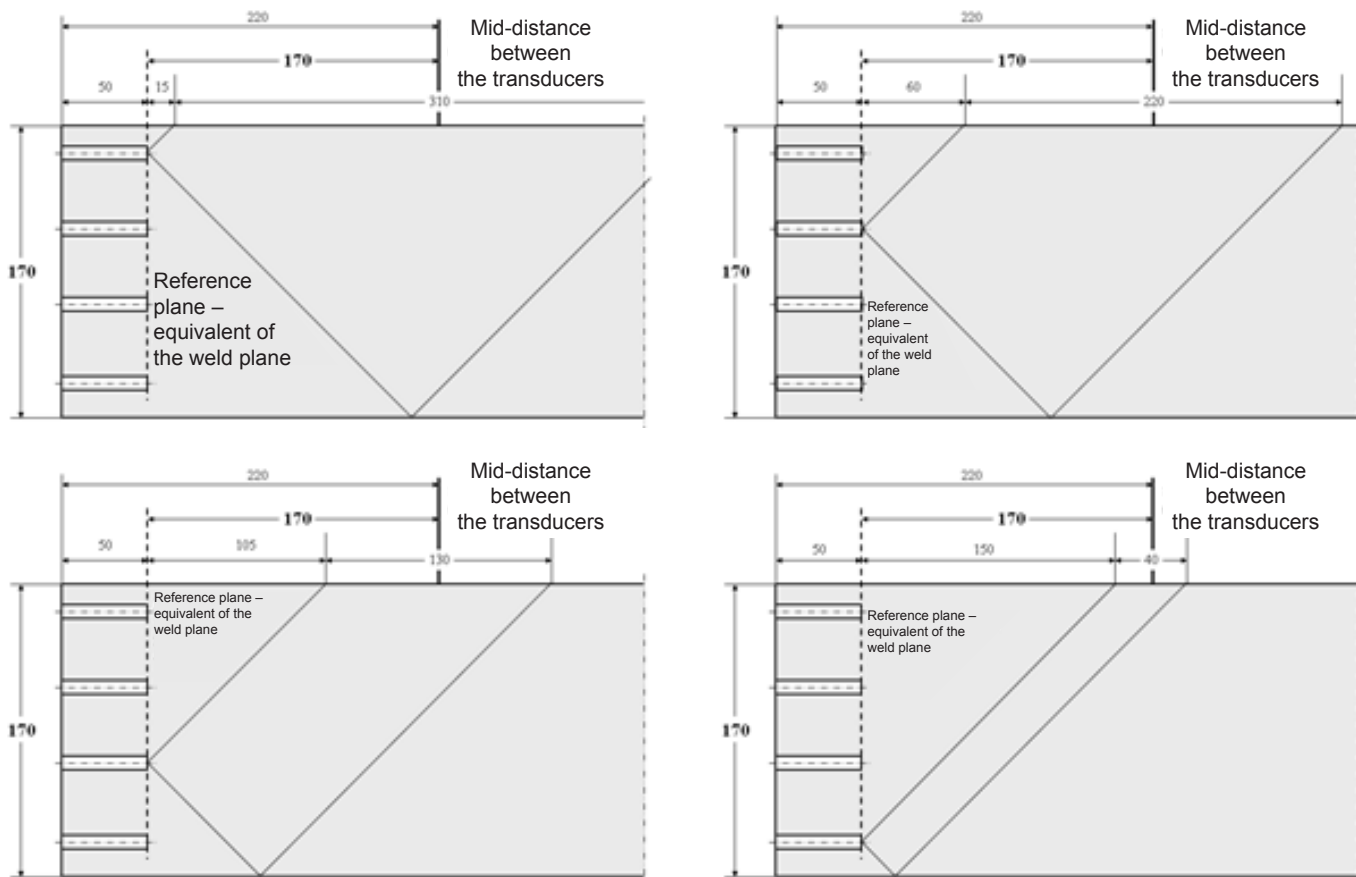 220
Mid-distance
between
the transducers
170
50
15
310
170
Reference
plane –
equivalent of
the weld plane
220
Mid-distance
between
the transducers
170
50
60
220
170
Reference
plane –
equivalent
of the weld
plane
220
Mid-distance
between
the transducers
170
50
105
130
Reference plane –
equivalent of the
weld plane
170
220
Mid-distance
between
the transducers
170
50
150
40
Reference plane –
equivalent of the
weld plane
170